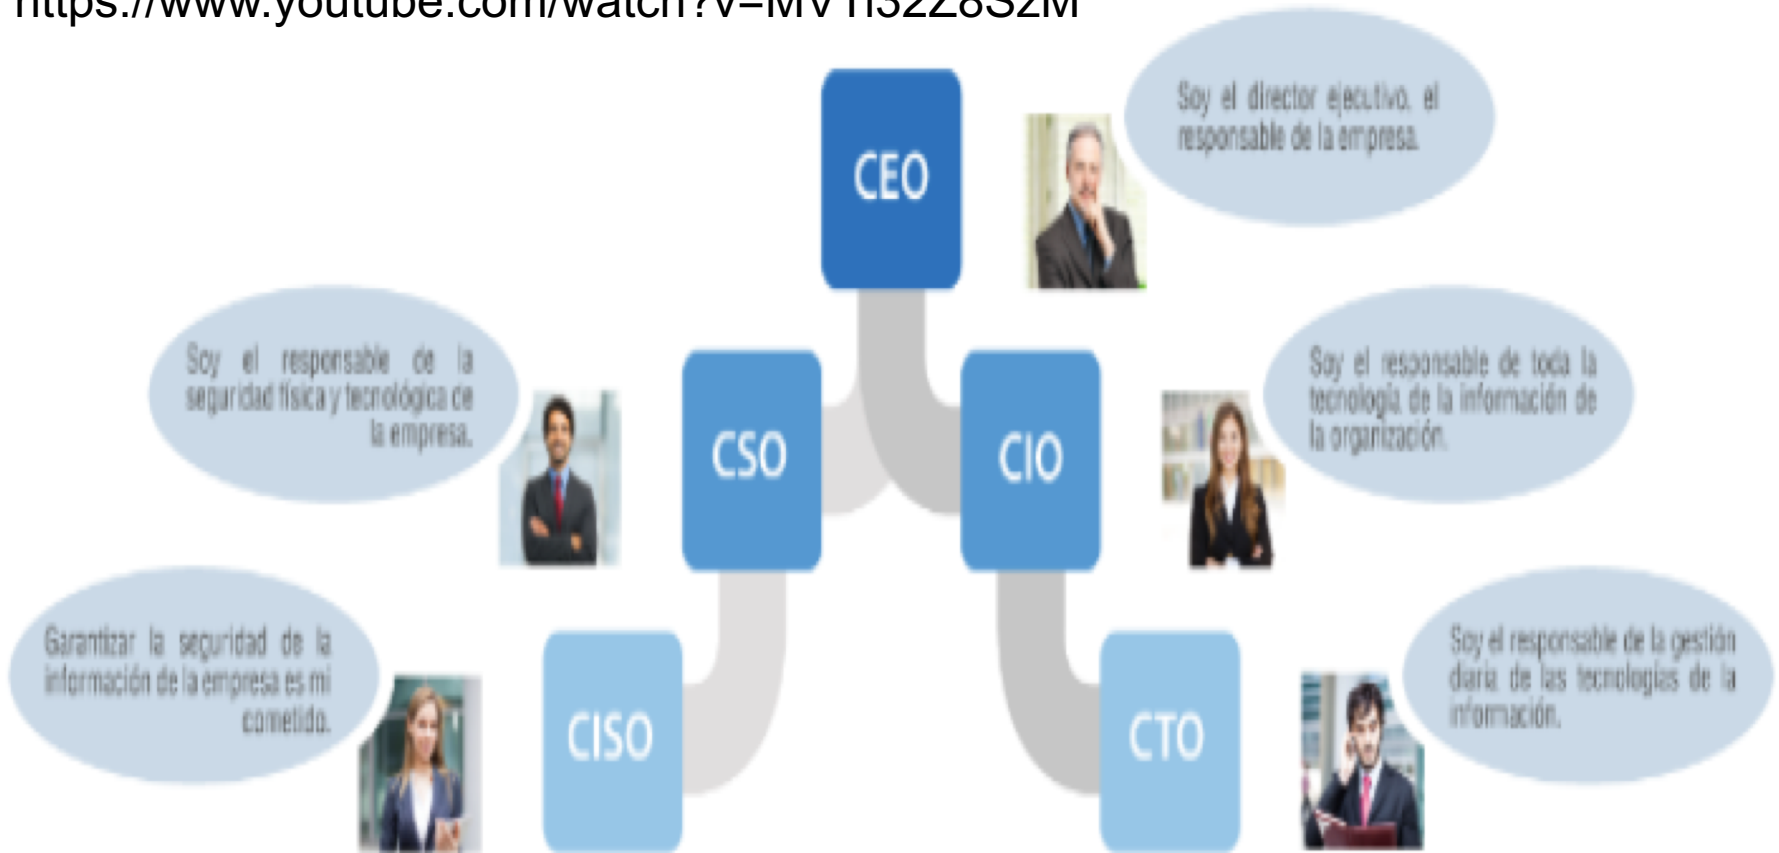 https://www.youtube.com/watch?v=
CEO
Soy el director ejecutivo, el
responsable de la empresa.
Soy el responsable de la
seguridad física y tecnológica de
la empresa.
CSO
CIO
Soy el responsable de toda la
tecnología de la información de
la organización.
Garantizar la seguridad de la
información de la empresa es mi
cometido.
CISO
CTO
Soy el responsable de la gestión
diaria de las tecnologías de la
información.